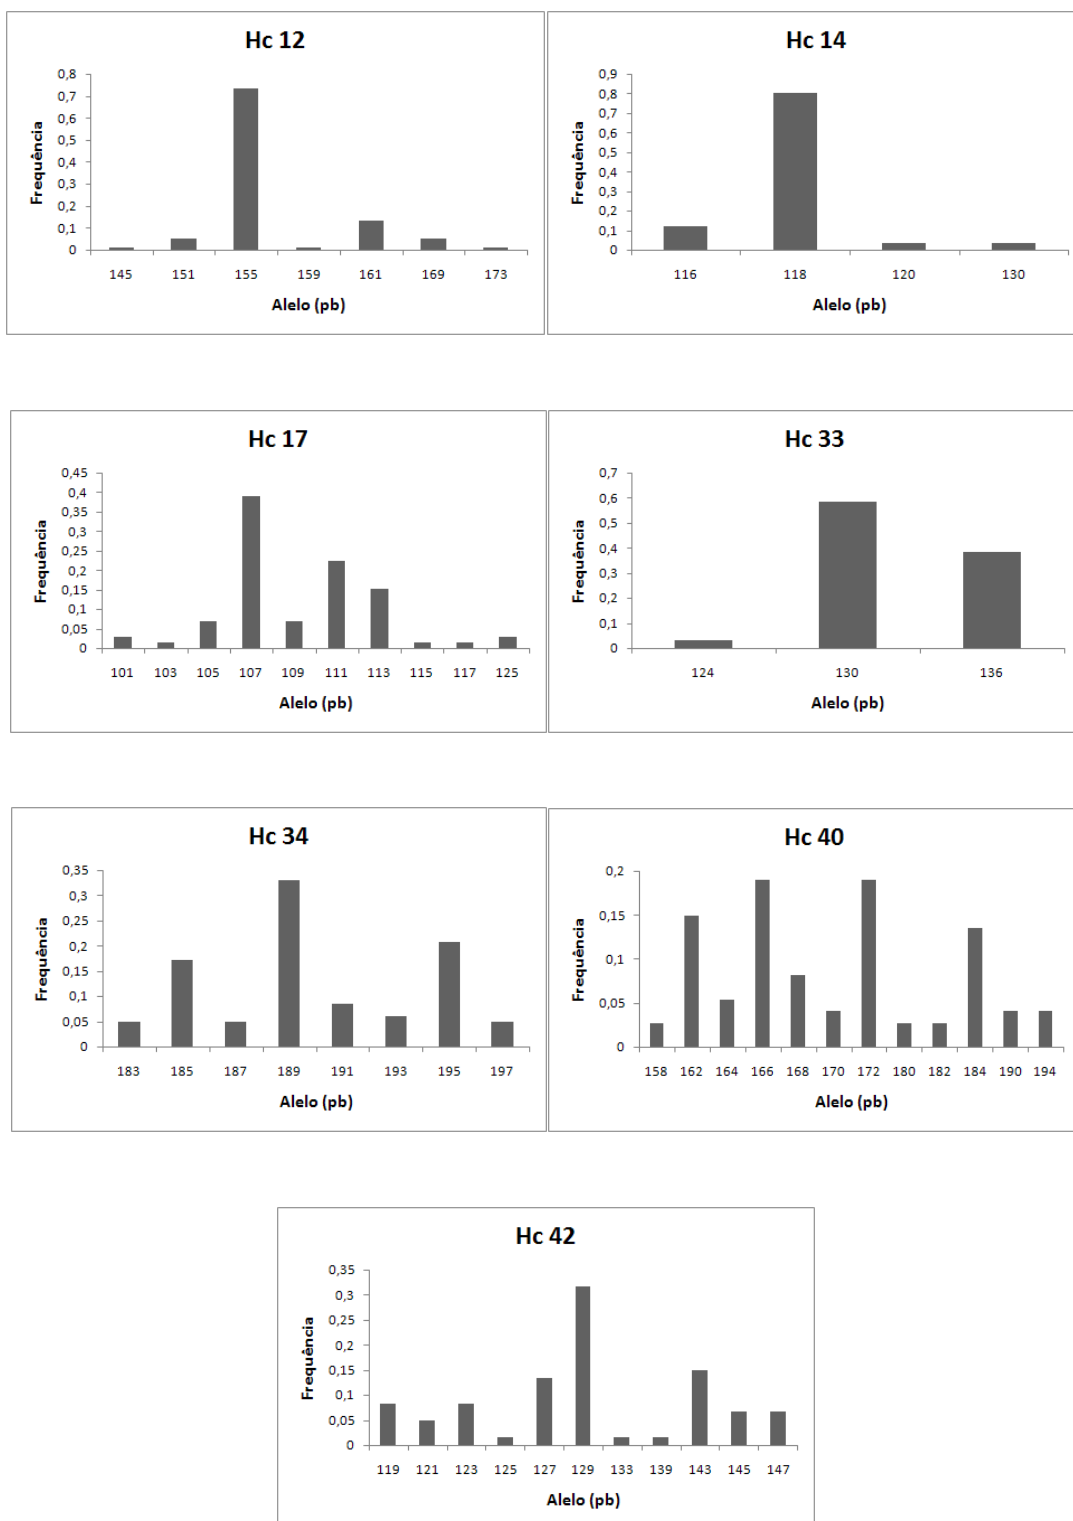 Hc 12
0,8
0,7
0,6
0,5
0,4
0,3
0,2
0,1
0
Frequência
145 151 155 159 161 169 173
Alelo (pb)
Hc 14
0,9
0,8
0,7
0,6
0,5
0,4
0,3
0,2
0,1
0
Frequência
116 118 120 130
Alelo (pb)
Hc 17
0,45
0,4
0,35
0,3
0,25
0,2
0,15
0,1
0,05
0
Frequência
101 103 105 107 109 111 113 115 117 125
Alelo (pb)
Hc 33
0,7
0,6
0,5
0,4
0,3
0,2
0,1
0
Frequência
124 130 136
Alelo (pb)
Hc 34
0,35
0,3
0,25
0,2
0,15
0,1
0,05
0
Frequência
183 185 187 189 191 193 195 197
Alelo (pb)
Hc 40
0,2
0,15
0,1
0,05
0
Frequência
158 162 164 166 168 170 172 180 182 184 190 194
Alelo (pb)
Hc 42
0,35
0,3
0,25
0,2
0,15
0,1
0,05
0
Frequência
119 121 123 125 127 129 133 139 143 145 147
Alelo (pb)